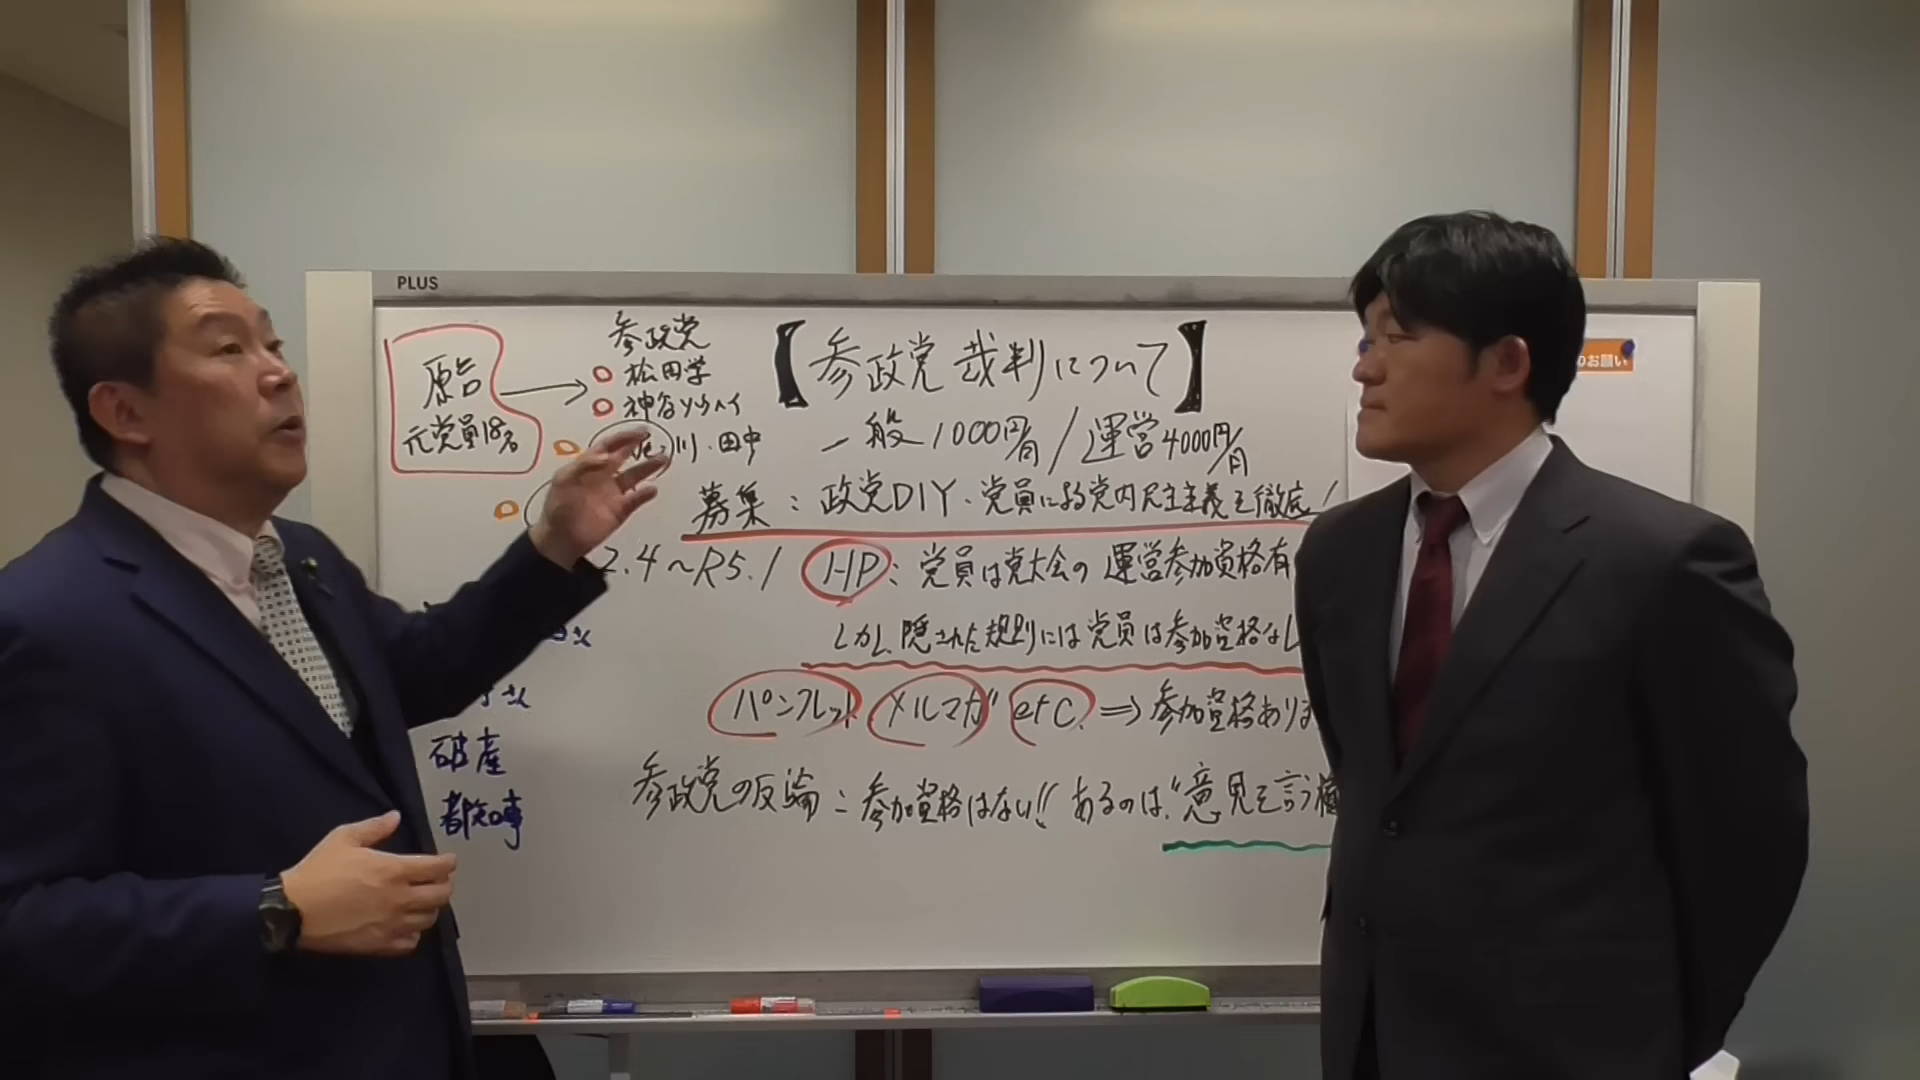 PLUS
【参政党 裁判について】
原告
元党員18名
参政党
松田学
神谷ソウヘイ
川・田中
一般1000円/月/運営4000円/月
のお願い
募集：政党DIY・党員による党内民主主義を徹底！
2.4～R5.1 HP：党員は党大会の運営参加資格有
しかし隠された規則には党員は参加資格なし
パンフレット メルマガ etc. ⇒参加資格ありま
参政党の反論：参加資格はない!! あるのは、"意見を言う権
破産
都知事